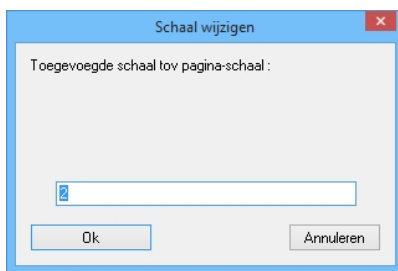 Schaal wijzigen
Toegevoegde schaal tov pagina-schaal :
2
Ok
Annuleren